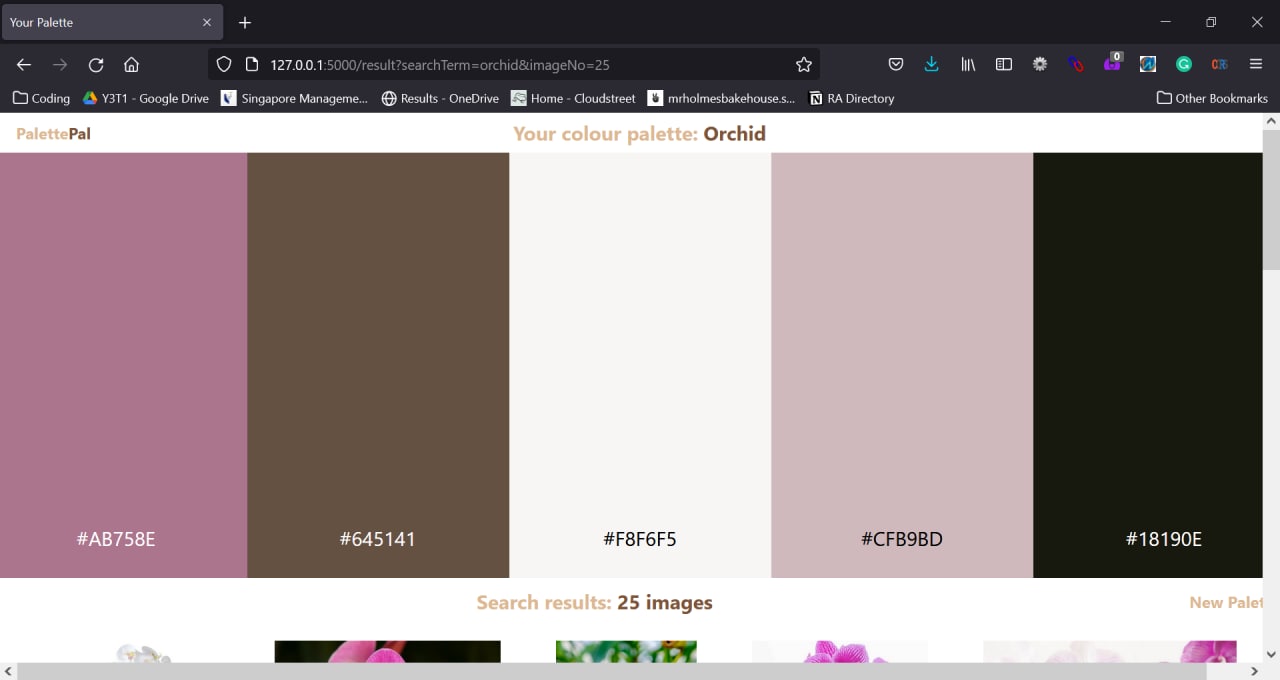 Your Palette
127.0.0.1:5000/result?searchTerm=orchid&imageNo=25
0
Coding Y3T1 - Google Drive Singapore Manageme... Results - OneDrive Home - Cloudstreet mrholmesbakehouse.s... RA Directory Other Bookmarks
PalettePal Your colour palette: Orchid
#AB758E #645141 #F8F6F5 #CFB9BD #18190E
Search results: 25 images New Palet